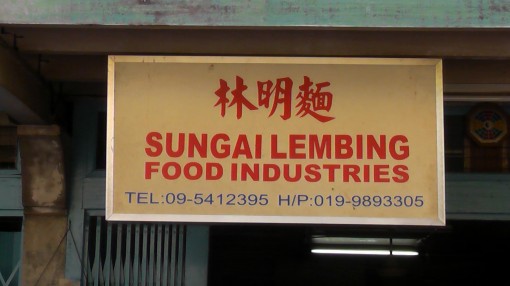 林明麵
SUNGAI LEMBING
FOOD INDUSTRIES
TEL:09-5412395 H/P:019-9893305